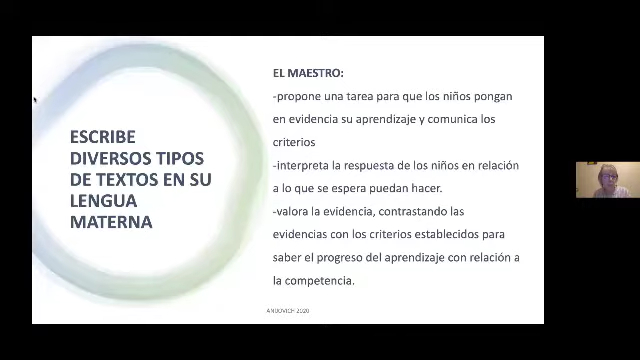 ESCRIBE
DIVERSOS TIPOS
DE TEXTOS EN SU
LENGUA
MATERNA
EL MAESTRO:
-propone una tarea para que los niños pongan
en evidencia su aprendizaje y comunica los
criterios
-interpreta la respuesta de los niños en relación
a lo que se espera puedan hacer.
-valora la evidencia, contrastando las
evidencias con los criterios establecidos para
saber el progreso del aprendizaje con relación a
la competencia.
ANDOVICH 2020